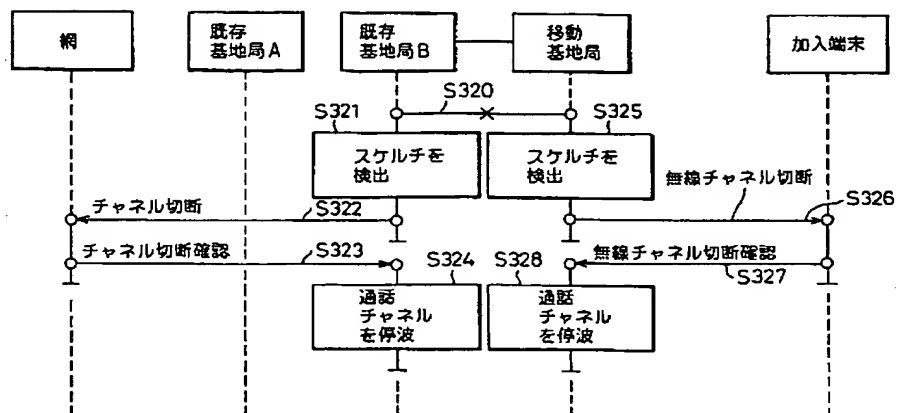 網
既存
基地局A
既存
基地局B
移動
基地局
加入端末
S320
S321
S325
スケルチを
検出
スケルチを
検出
チャネル切断
S322
無線チャネル切断
S326
チャネル切断確認
S323
S324
S328
無線チャネル切断確認
S327
通話
チャネル
を停波
通話
チャネル
を停波